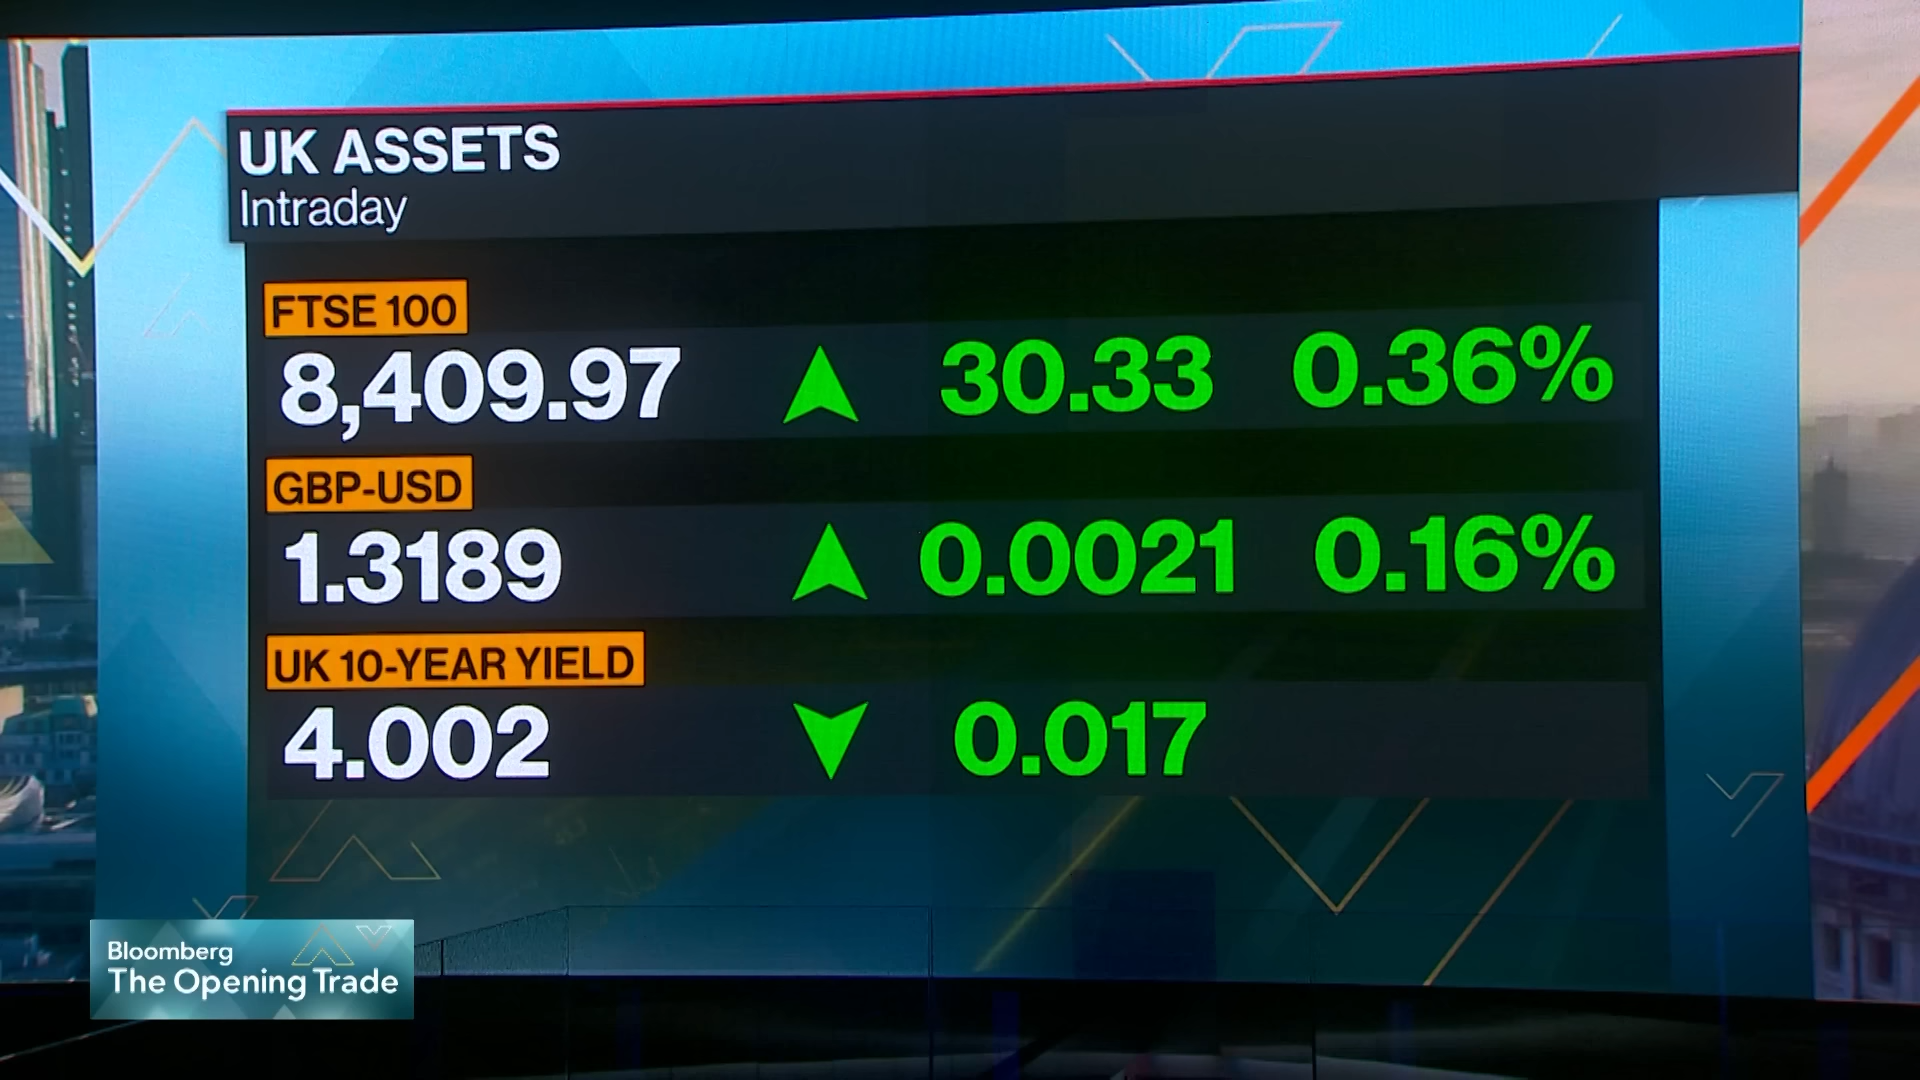 UK ASSETS
Intraday
FTSE 100
8,409.97 ▲ 30.33 0.36%
GBP-USD
1.3189 ▲ 0.0021 0.16%
UK 10-YEAR YIELD
4.002 ▼ 0.017
Bloomberg
The Opening Trade